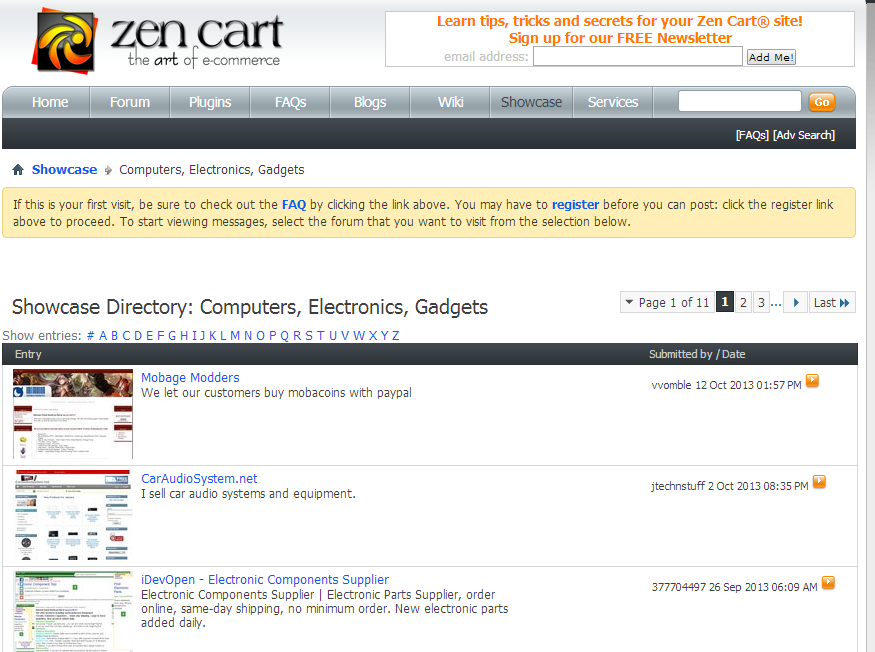 zen cart
the art of e-commerce
Learn tips, tricks and secrets for your Zen Cart® site!
Sign up for our FREE Newsletter
email address:
Add Me!
Home
Forum
Plugins
FAQs
Blogs
Wiki
Showcase
Services
Go
[FAQs] [Adv Search]
Showcase Computers, Electronics, Gadgets
If this is your first visit, be sure to check out the FAQ by clicking the link above. You may have to register before you can post: click the register link
above to proceed. To start viewing messages, select the forum that you want to visit from the selection below.
Showcase Directory: Computers, Electronics, Gadgets
Page 1 of 11 1 2 3 ... Last
Show entries: # A B C D E F G H I J K L M N O P Q R S T U V W X Y Z
Entry
Submitted by / Date
Mobage Modders
We let our customers buy mobacoins with paypal
vvomble 12 Oct 2013 01:57 PM
CarAudioSystem.net
I sell car audio systems and equipment.
jtechnstuff 2 Oct 2013 08:35 PM
iDevOpen - Electronic Components Supplier
Electronic Components Supplier | Electronic Parts Supplier, order
online, same-day shipping, no minimum order. New electronic parts
added daily.
377704497 26 Sep 2013 06:09 AM